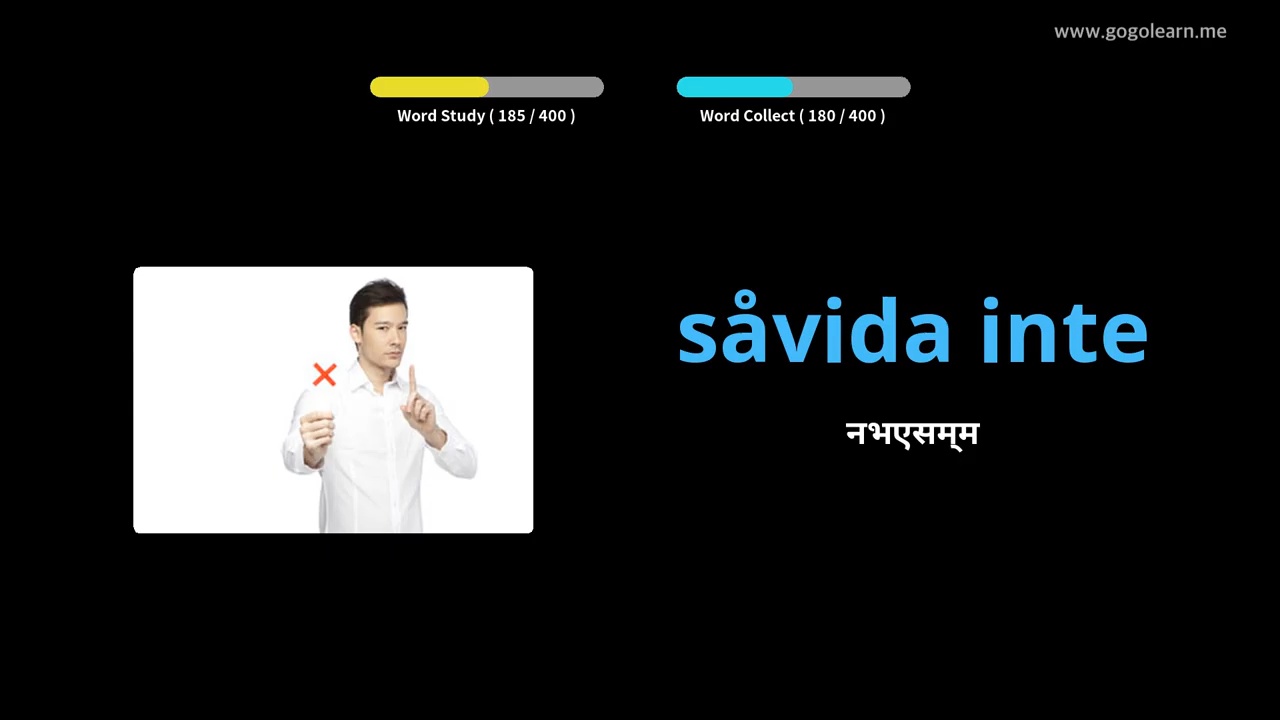 www.gogolearn.me
Word Study ( 185 / 400 )
Word Collect ( 180 / 400 )
såvida inte
नभएसम्म